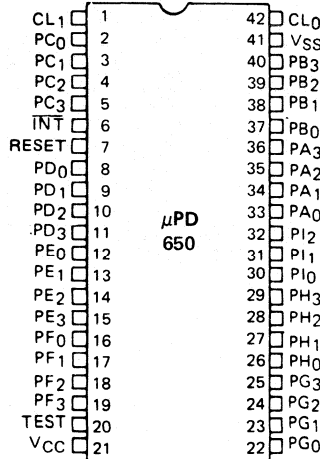 CL1 1 42 CL0
PC0 2 41 VSS
PC1 3 40 PB3
PC2 4 39 PB2
PC3 5 38 PB1
INT 6 37 PB0
RESET 7 36 PA3
PD0 8 35 PA2
PD1 9 34 PA1
PD2 10 33 PA0
PD3 11 32 PI2
PE0 12 31 PI1
PE1 13 30 PI0
PE2 14 29 PH3
PE3 15 28 PH2
PF0 16 27 PH1
PF1 17 26 PH0
PF2 18 25 PG3
PF3 19 24 PG2
TEST 20 23 PG1
VCC 21 22 PG0
μPD
650